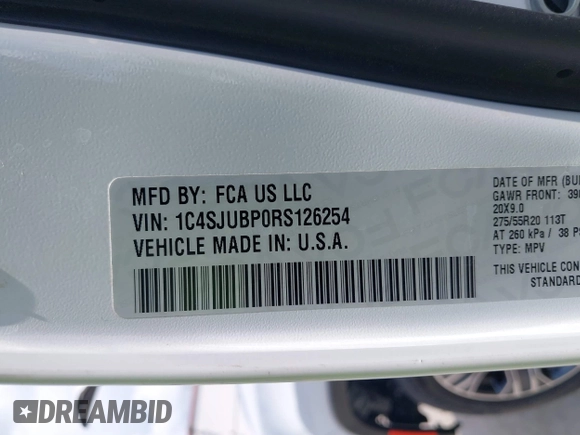 MFD BY: FCA US LLC
VIN: 1C4SJUBP0RS126254
VEHICLE MADE IN: U.S.A.
DATE OF MFR
GAWR FRONT:
20X9.0
275/55R20 113T
AT 260 kPa / 38
TYPE: MPV
THIS VEHICLE
STANDARD
DREAMBID